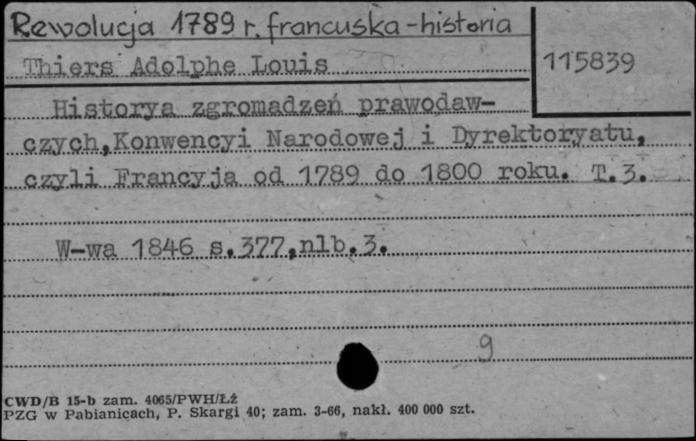 Rewolucja 1789 r. francuska-historia
Thiers Adolphe Louis
115839
Historya zgromadzeń prawodaw-
czych,Konwencyi Narodowej i Dyrektoryatu,
czyli Francyja od 1789 do 1800 roku. T.3.
W-wa 1846 s.377,nlb.3.
9
CWD/B 15-b zam. 4065/PWH/Łż
PZG w Pabianicach, P. Skargi 40; zam. 3-66, nakł. 400 000 szt.